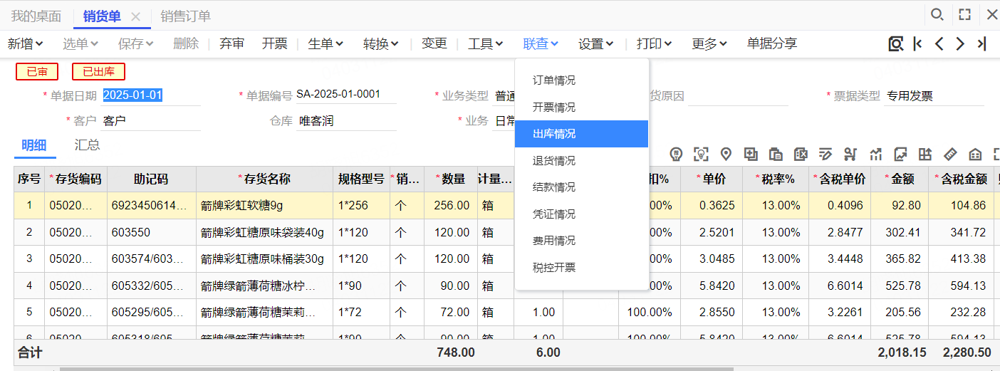 我的桌面 销货单 销售订单
新增 选单 保存 删除 弃审 开票 生单 转换 变更 工具 联查 设置 打印 更多 单据分享
已审 已出库
* 单据日期 2025-01-01 * 单据编号 SA-2025-01-0001 * 业务类型 普通 货原因 * 票据类型 专用发票
* 客户 客户 仓库 唯客润 * 业务 日常
明细 汇总
订单情况
开票情况
出库情况
退货情况
结款情况
凭证情况
费用情况
税控开票
序号 *存货编码 助记码 *存货名称 规格型号 *销... *数量 计量... 扣% *单价 *税率% *含税单价 *金额 *含税金额
1 05020... 6923450614... 箭牌彩虹软糖9g 1*256 个 256.00 箱 .00% 0.3625 13.00% 0.4096 92.80 104.86
2 05020... 603550 箭牌彩虹糖原味袋装40g 1*120 个 120.00 箱 .00% 2.5201 13.00% 2.8477 302.41 341.72
3 05020... 603574/603... 箭牌彩虹糖原味桶装30g 1*120 个 120.00 箱 .00% 3.0485 13.00% 3.4448 365.82 413.38
4 05020... 605332/605... 箭牌绿箭薄荷糖冰柠... 1*90 个 90.00 箱 .00% 5.8420 13.00% 6.6014 525.78 594.13
5 05020... 605295/605... 箭牌绿箭薄荷糖茉莉... 1*72 个 72.00 箱 1.00 100.00% 2.8550 13.00% 3.2261 205.56 232.28
6 05020... 605318/605... 箭牌绿箭薄荷糖茉莉... 1*90 个 90.00 箱 1.00 100.00% 5.8420 13.00% 6.6014 525.78 594.13
合计 748.00 6.00 2,018.15 2,280.50